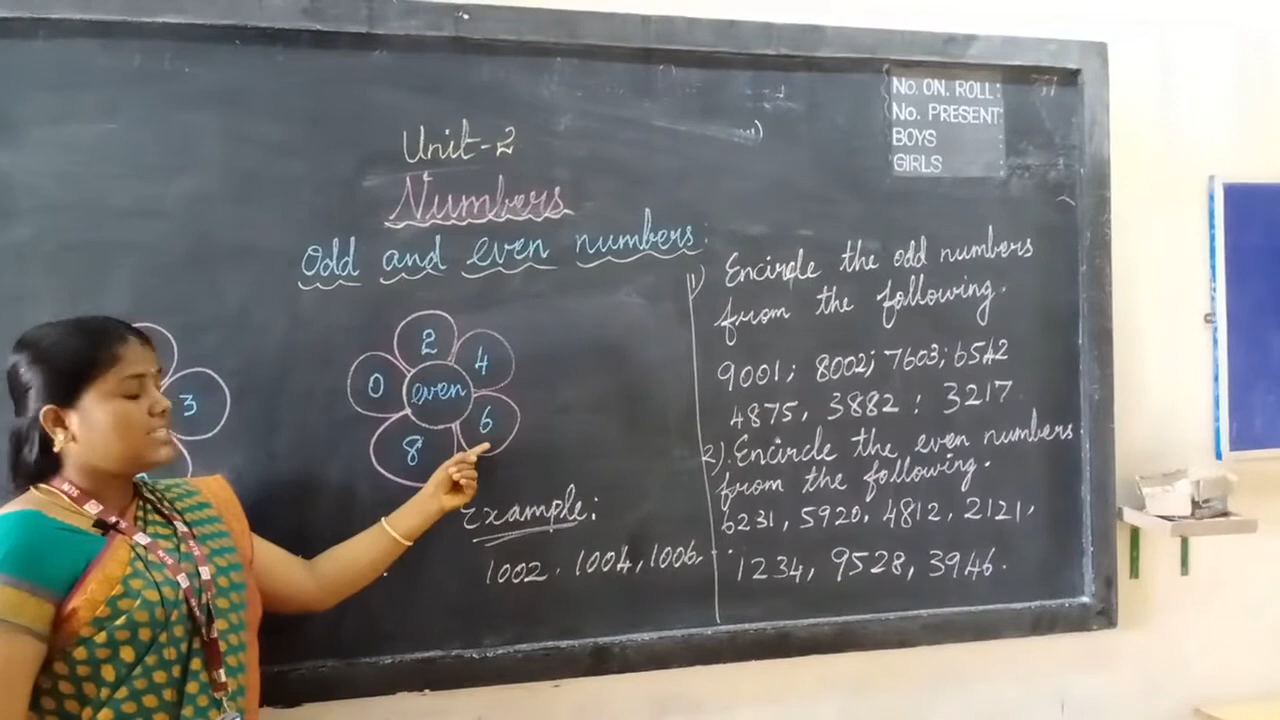 No. ON. ROLL:
No. PRESENT
BOYS
GIRLS
Unit-2
Numbers
Odd and even numbers:
3
2
4
0
even
6
8
Example:
1002, 1004, 1006,
1) Encircle the odd numbers
from the following.
9001; 8002; 7603; 6542
4875, 3882 : 3217
2). Encircle the even numbers
from the following.
6231, 5920, 4812, 2121,
1234, 9528, 3946.